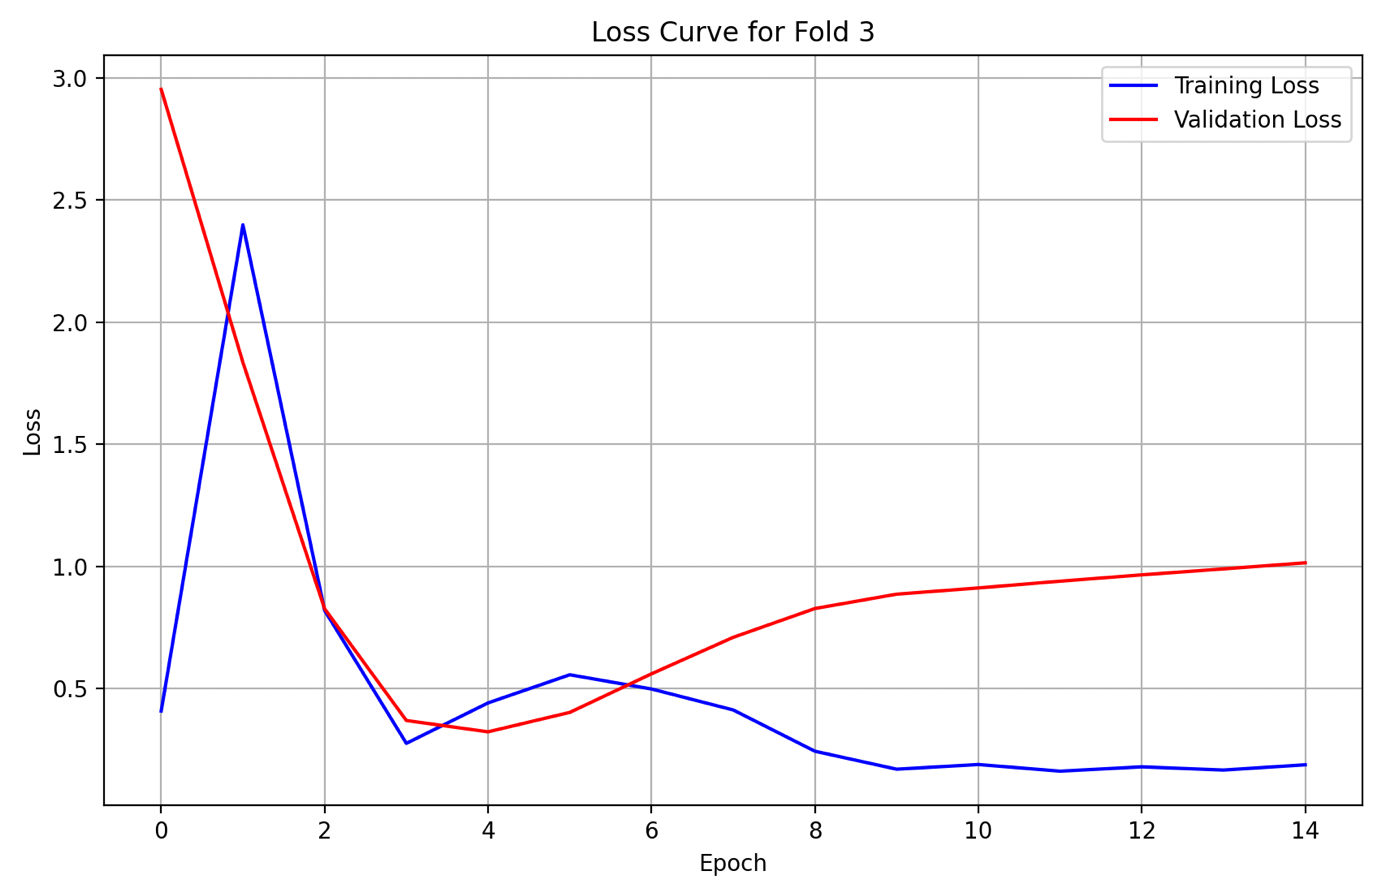 Loss Curve for Fold 3
Training Loss
Validation Loss
3.0
2.5
2.0
1.5
1.0
0.5
Loss
0 2 4 6 8 10 12 14
Epoch